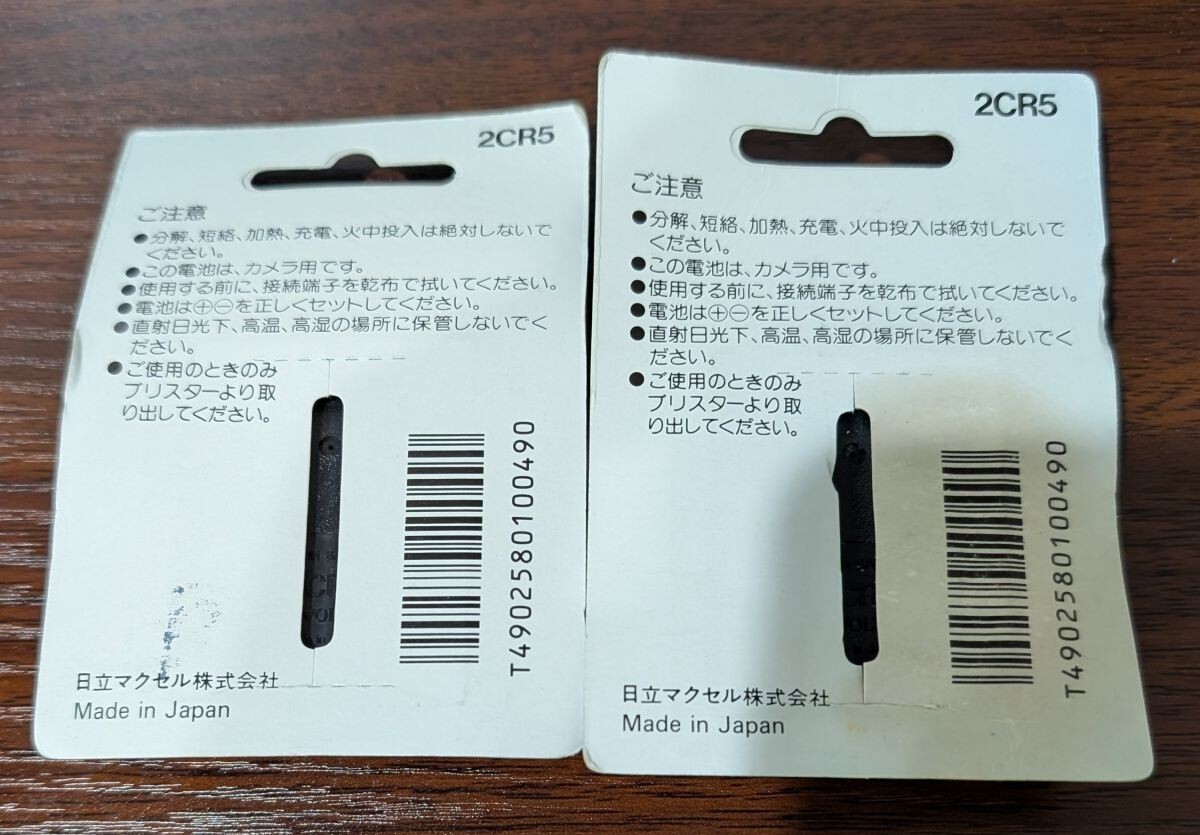 2CR5
ご注意
●分解、短絡、加熱、充電、火中投入は絶対しないで
ください。
●この電池は、カメラ用です。
●使用する前に、接続端子を乾布で拭いてください。
●電池は⊕⊖を正しくセットしてください。
●直射日光下、高温、高湿の場所に保管しないでく
ださい。
●ご使用のときのみ
ブリスターより取
り出してください。
T4902580100490
日立マクセル株式会社
Made in Japan
2CR5
ご注意
●分解、短絡、加熱、充電、火中投入は絶対しないで
ください。
●この電池は、カメラ用です。
●使用する前に、接続端子を乾布で拭いてください。
●電池は⊕⊖を正しくセットしてください。
●直射日光下、高温、高湿の場所に保管しないでく
ださい。
●ご使用のときのみ
ブリスターより取
り出してください。
T4902580100490
日立マクセル株式会社
Made in Japan